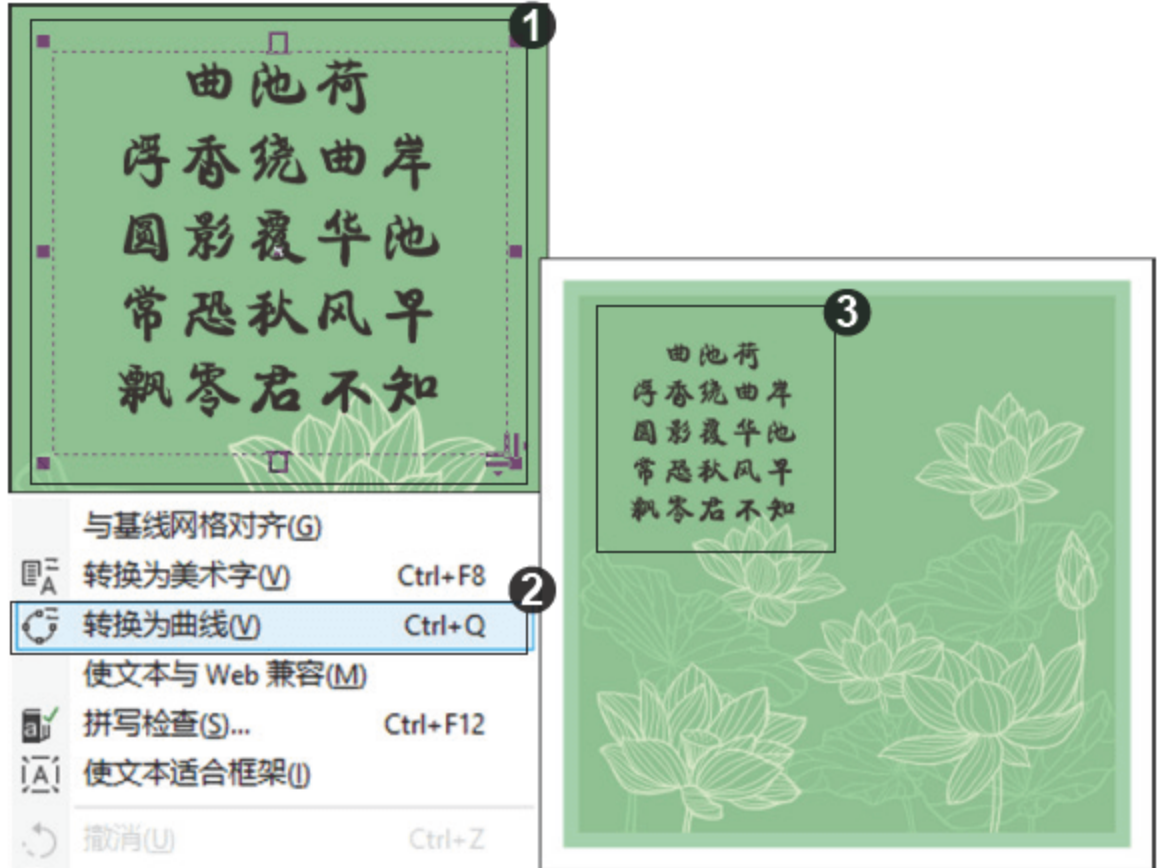 1
曲池荷
浮香绕曲岸
圆影覆华池
常恐秋风早
飘零君不知
与基线网格对齐(G)
转换为美术字(V) Ctrl+F8
2
转换为曲线(V) Ctrl+Q
使文本与 Web 兼容(M)
拼写检查(S)... Ctrl+F12
使文本适合框架(I)
撤消(U) Ctrl+Z
3
曲池荷
浮香绕曲岸
圆影覆华池
常恐秋风早
飘零君不知